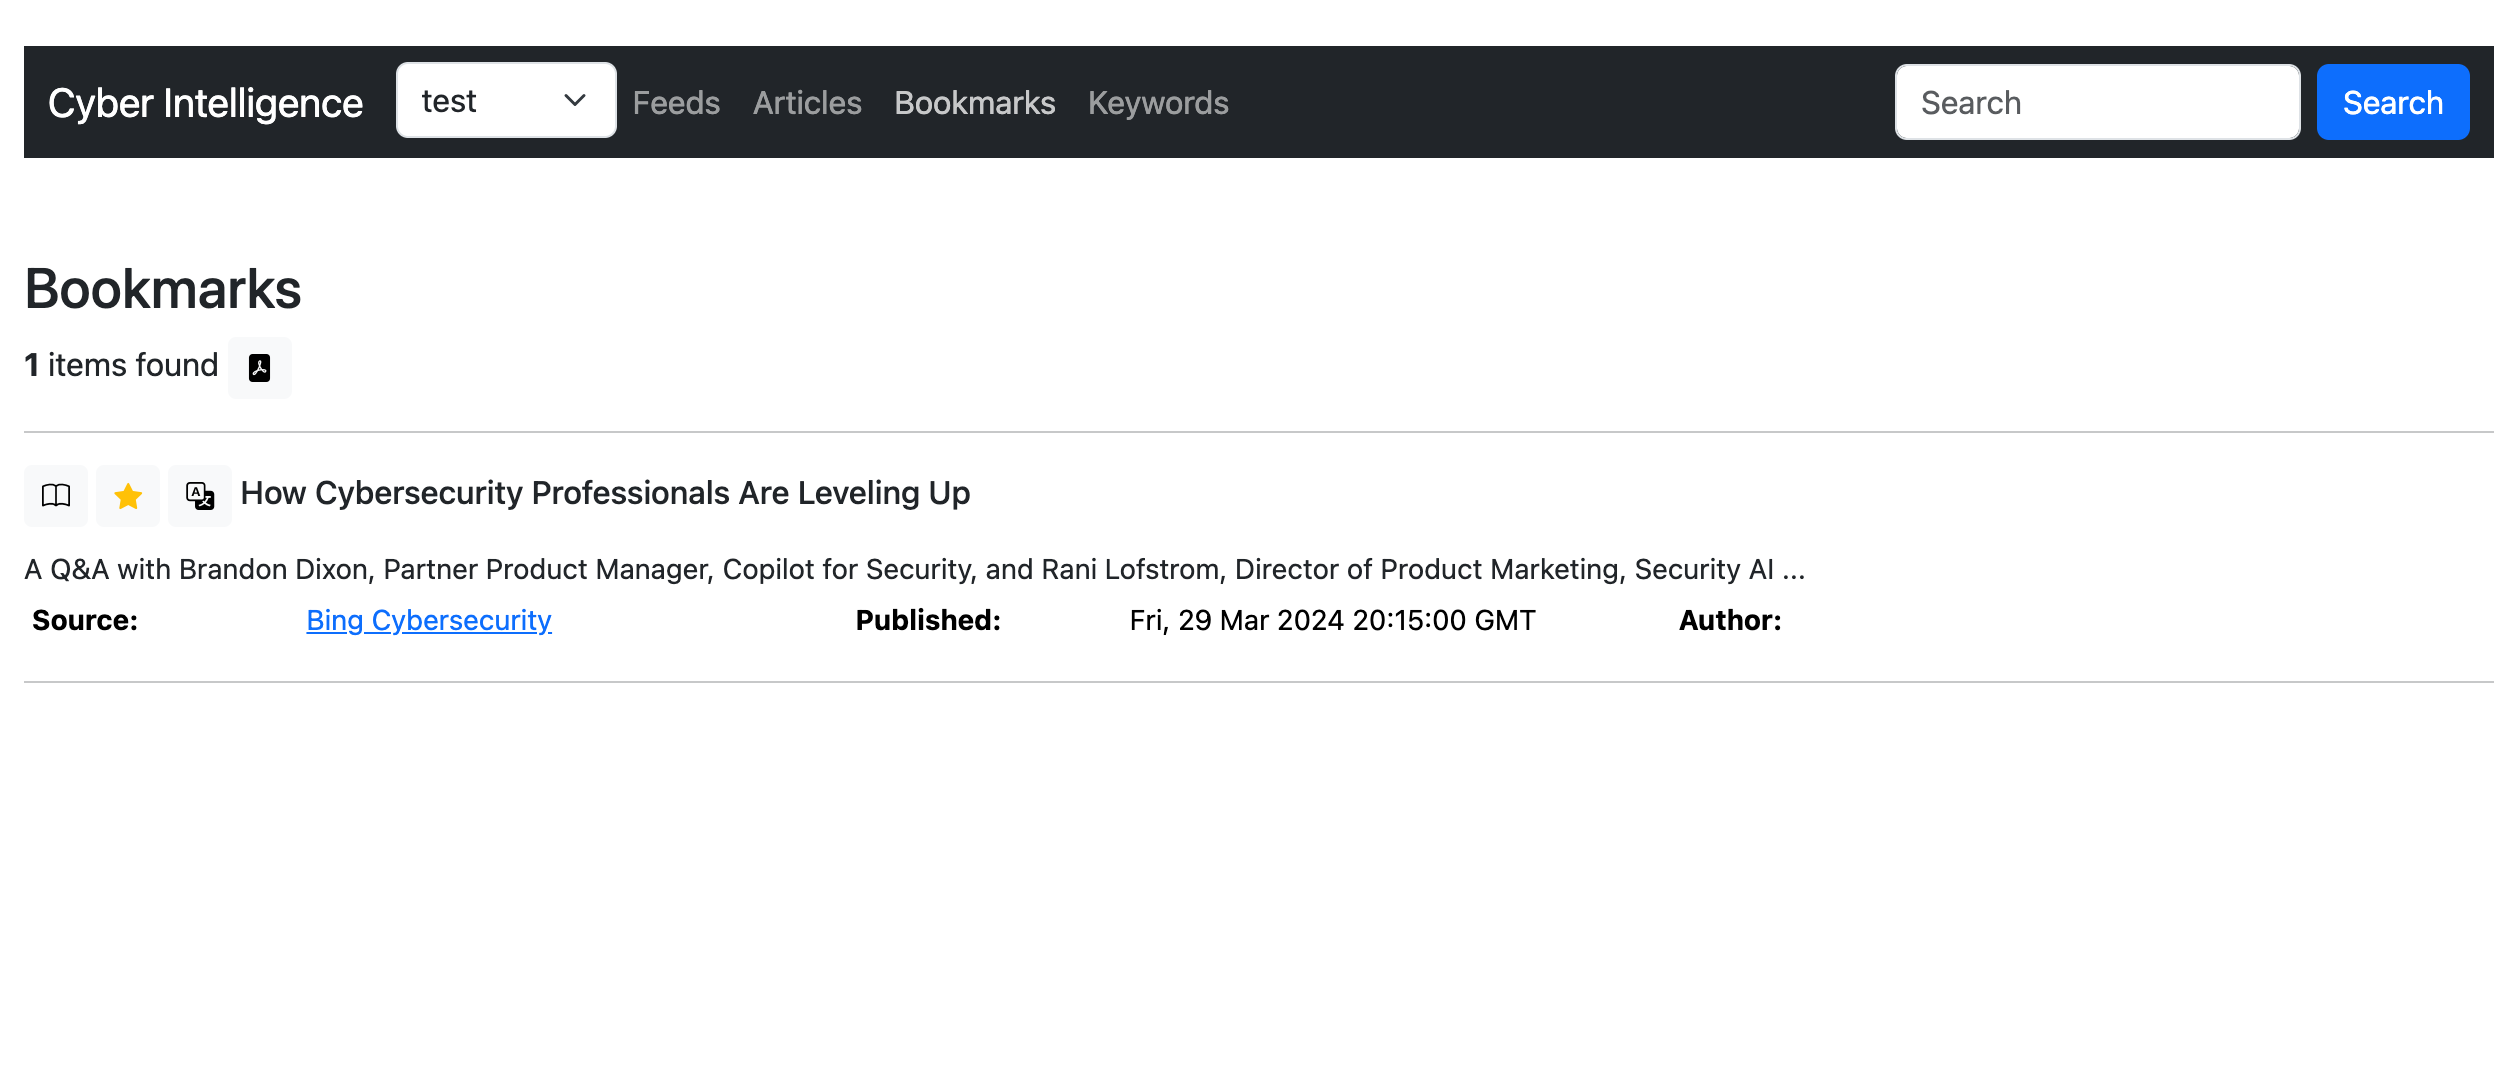 Cyber Intelligence test Feeds Articles Bookmarks Keywords Search Search
Bookmarks
1 items found
How Cybersecurity Professionals Are Leveling Up
A Q&A with Brandon Dixon, Partner Product Manager, Copilot for Security, and Rani Lofstrom, Director of Product Marketing, Security AI ...
Source: Bing Cybersecurity Published: Fri, 29 Mar 2024 20:15:00 GMT Author: